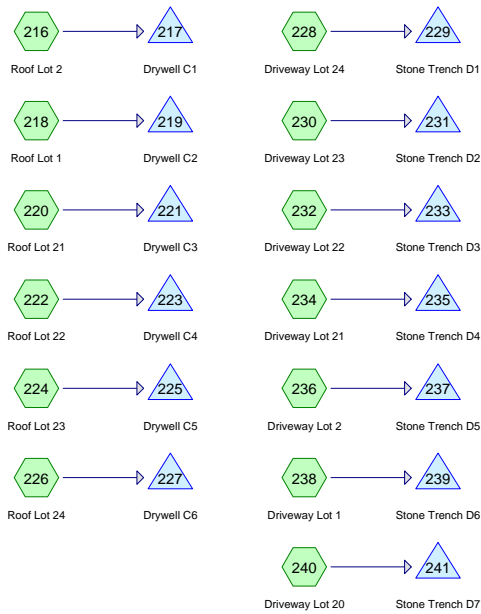 216
217
Roof Lot 2
Drywell C1
218
219
Roof Lot 1
Drywell C2
220
221
Roof Lot 21
Drywell C3
222
223
Roof Lot 22
Drywell C4
224
225
Roof Lot 23
Drywell C5
226
227
Roof Lot 24
Drywell C6
228
229
Driveway Lot 24
Stone Trench D1
230
231
Driveway Lot 23
Stone Trench D2
232
233
Driveway Lot 22
Stone Trench D3
234
235
Driveway Lot 21
Stone Trench D4
236
237
Driveway Lot 2
Stone Trench D5
238
239
Driveway Lot 1
Stone Trench D6
240
241
Driveway Lot 20
Stone Trench D7